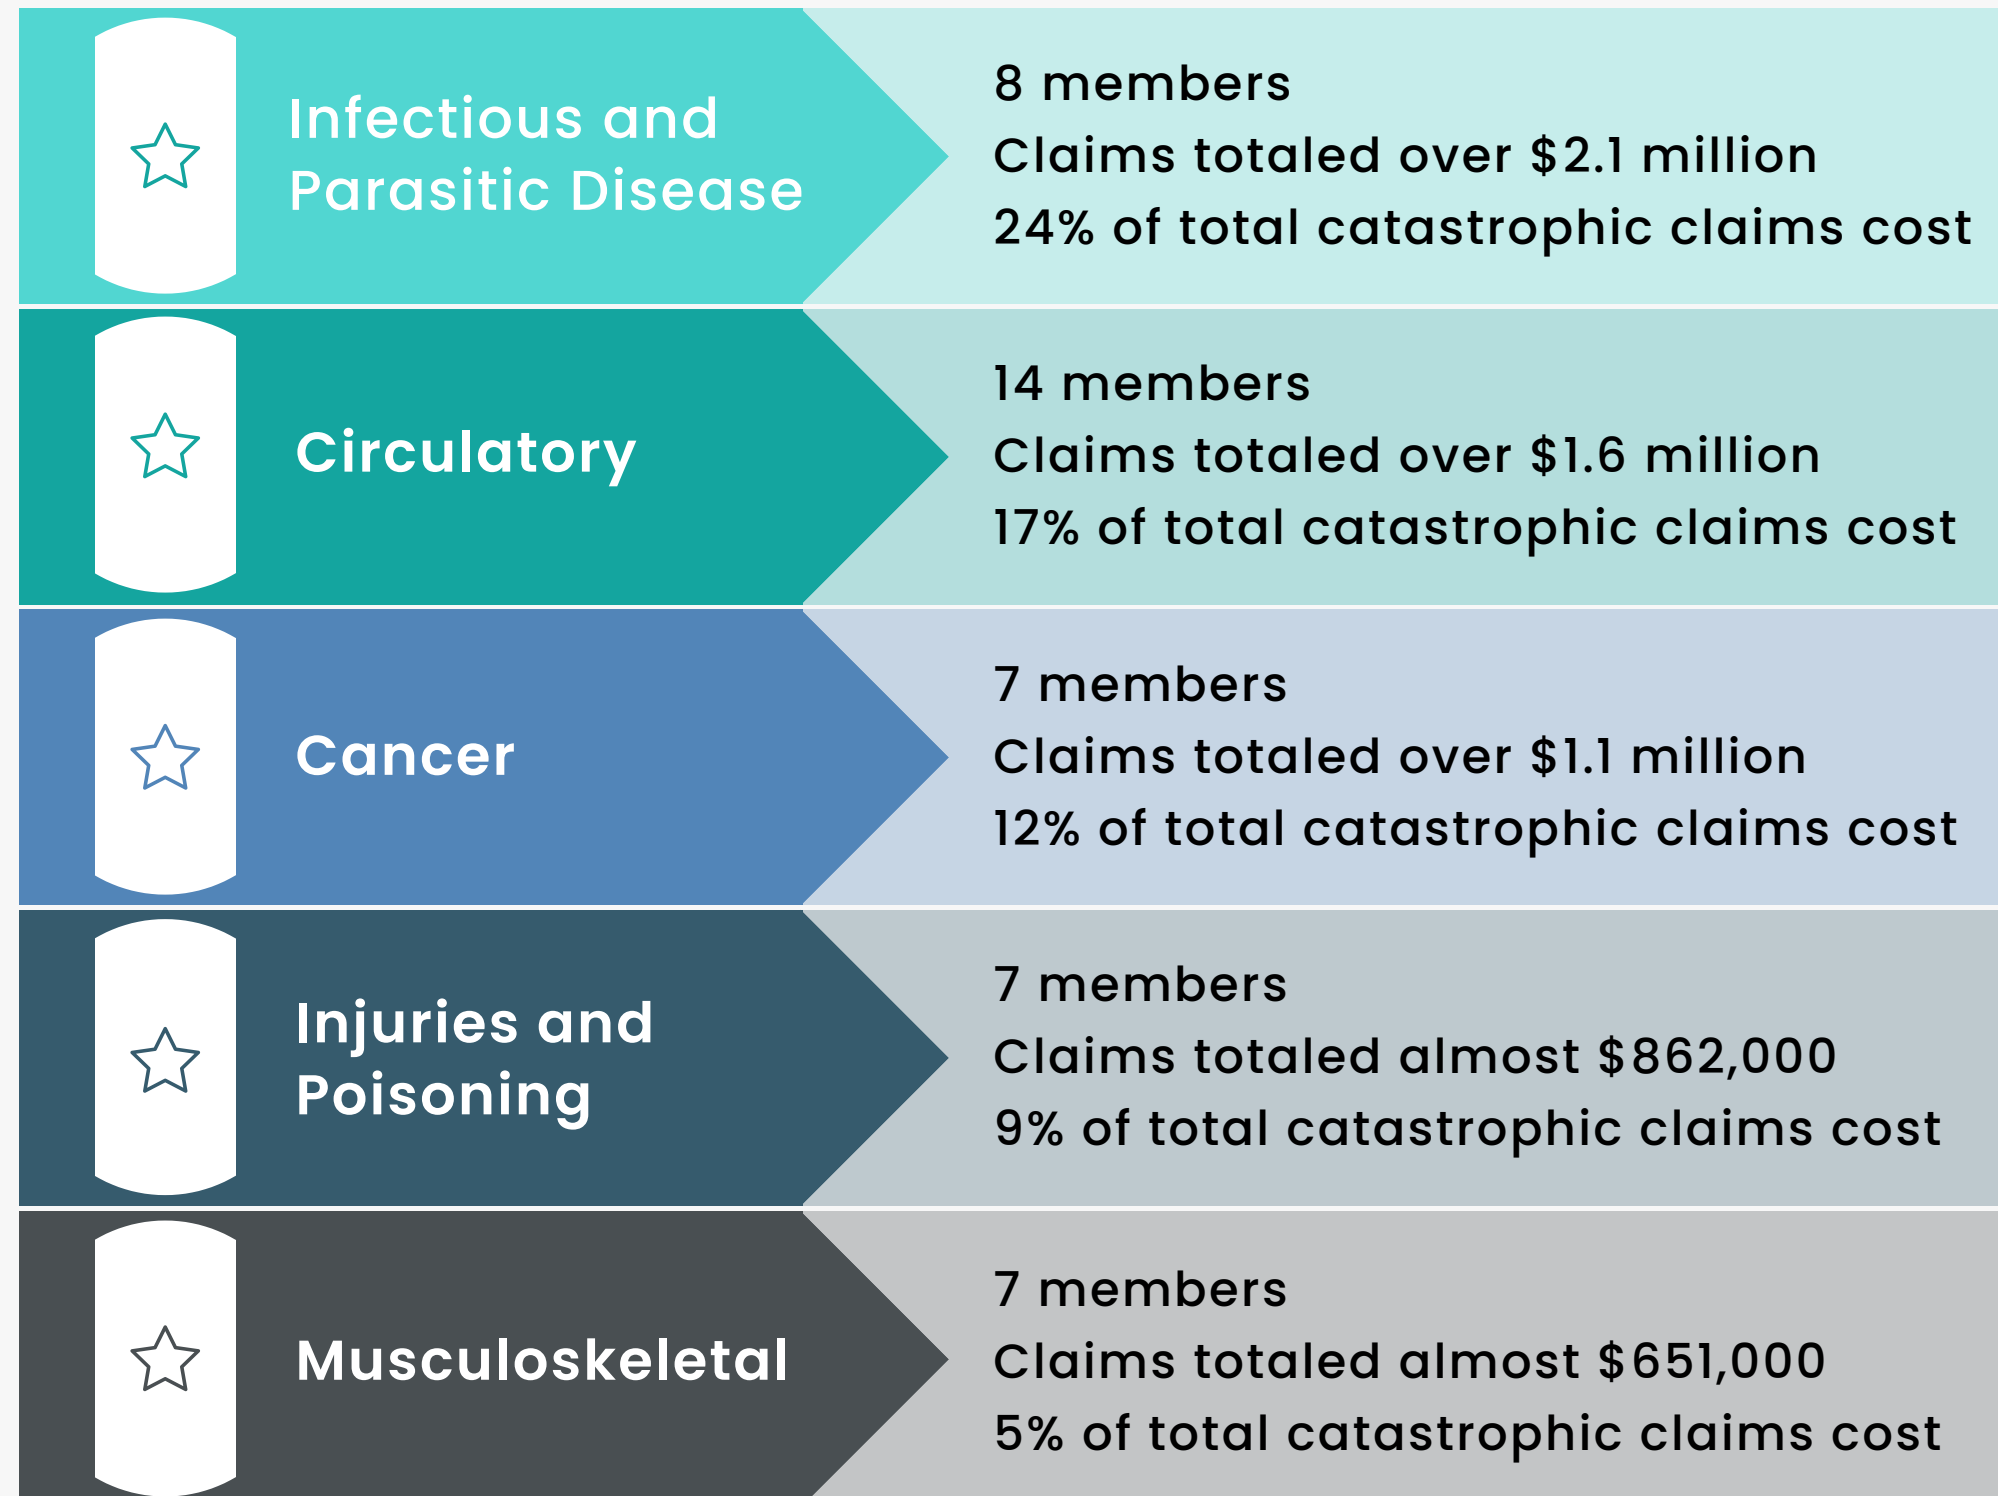 Infectious and
Parasitic Disease
8 members
Claims totaled over $2.1 million
24% of total catastrophic claims cost
Circulatory
14 members
Claims totaled over $1.6 million
17% of total catastrophic claims cost
Cancer
7 members
Claims totaled over $1.1 million
12% of total catastrophic claims cost
Injuries and
Poisoning
7 members
Claims totaled almost $862,000
9% of total catastrophic claims cost
Musculoskeletal
7 members
Claims totaled almost $651,000
5% of total catastrophic claims cost